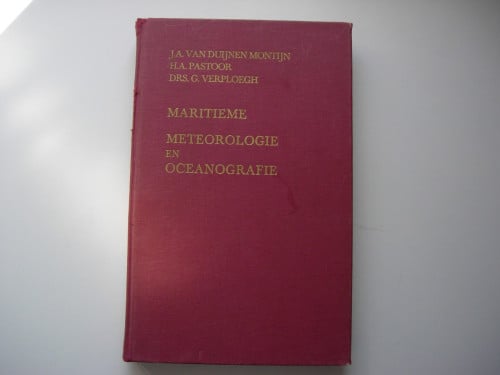 J.A. VAN DUIJNEN MONTIJN
H.A. PASTOOR
DRS. G. VERPLOEGH
MARITIEME
METEOROLOGIE
EN
OCEANOGRAFIE